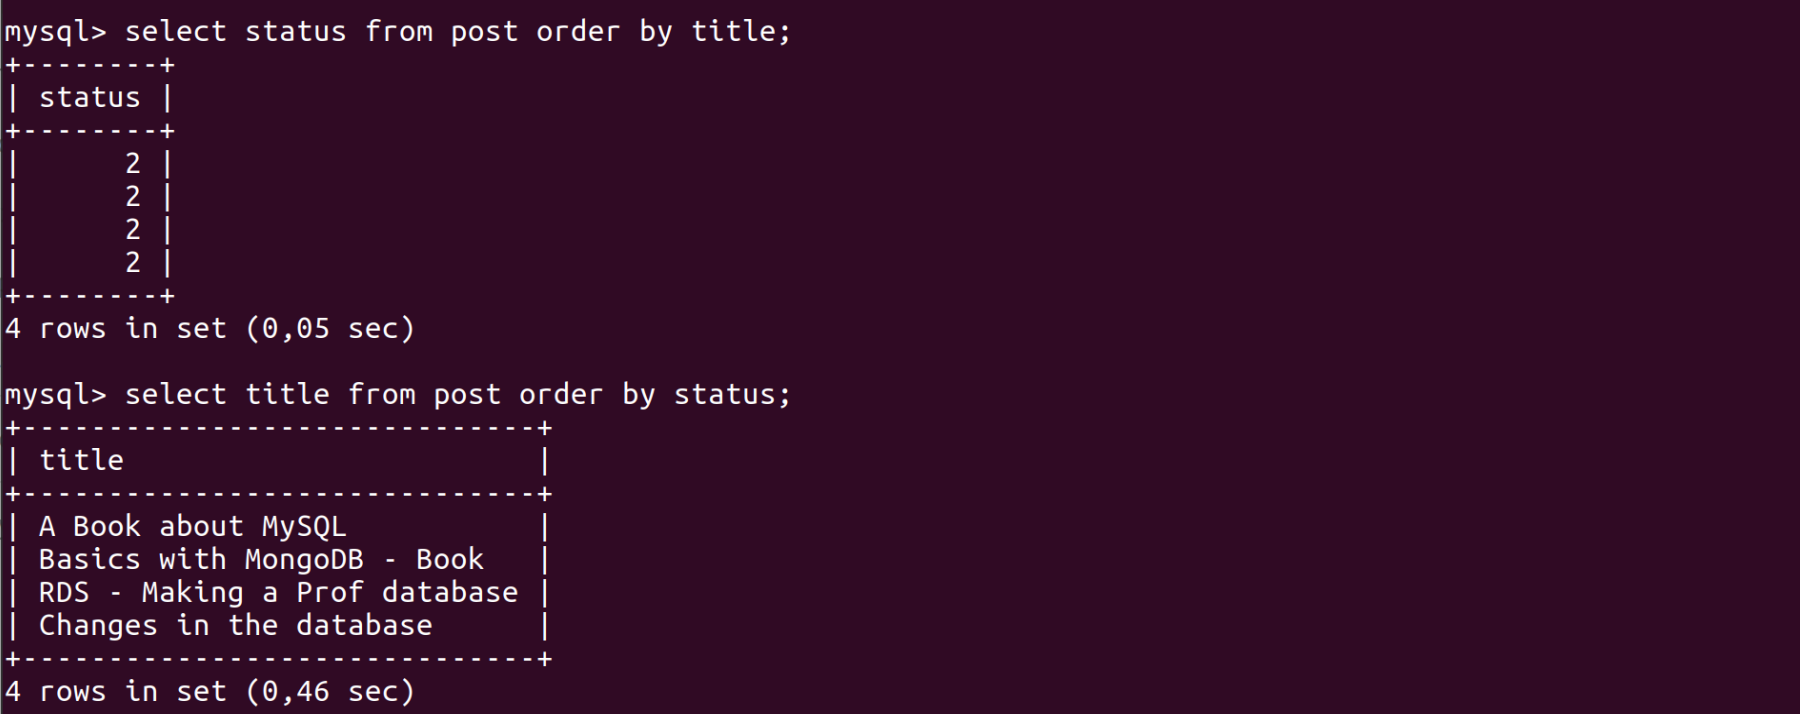 mysql> select status from post order by title;
+--------+
| status |
+--------+
|      2 |
|      2 |
|      2 |
|      2 |
+--------+
4 rows in set (0,05 sec)

mysql> select title from post order by status;
+------------------------------+
| title                        |
+------------------------------+
| A Book about MySQL           |
| Basics with MongoDB - Book   |
| RDS - Making a Prof database |
| Changes in the database      |
+------------------------------+
4 rows in set (0,46 sec)